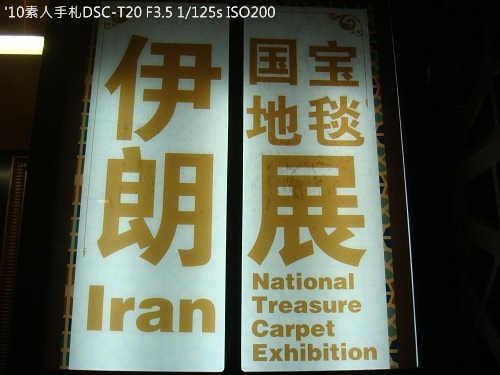 '10素人手札DSC-T20 F3.5 1/125s ISO200
伊朗
Iran
国宝
地毯
展
National
Treasure
Carpet
Exhibition